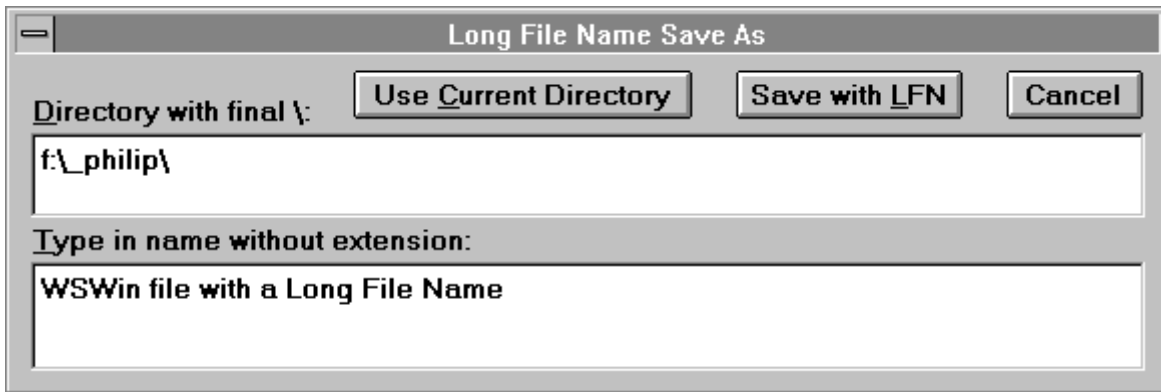 Long File Name Save As
Use Current Directory Save with LFN Cancel
Directory with final \:
f:\_philip\
Type in name without extension:
WSWin file with a Long File Name